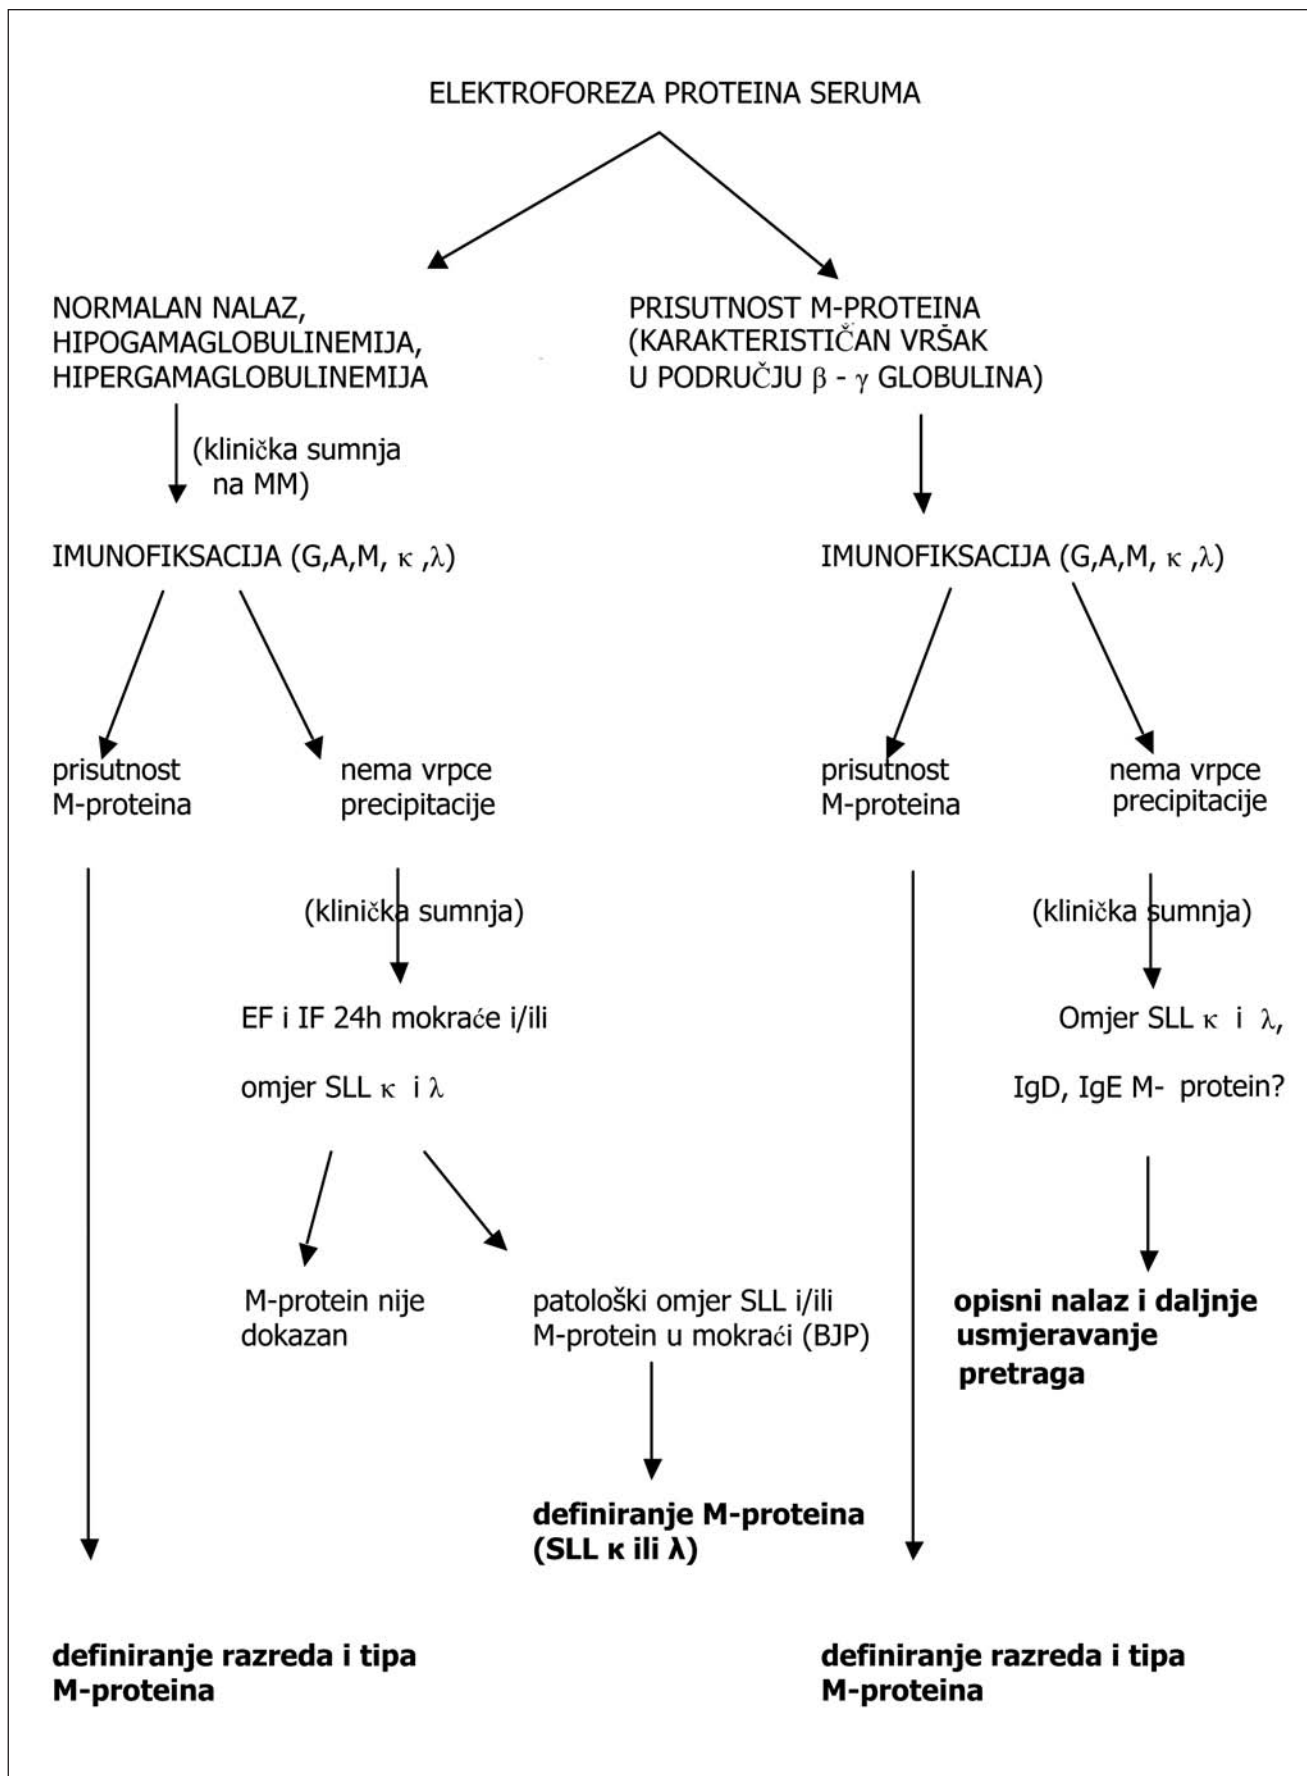 ELEKTROFOREZA PROTEINA SERUMA
NORMALAN NALAZ,
HIPOGAMAGLOBULINEMIJA,
HIPERGAMAGLOBULINEMIJA
PRISUTNOST M-PROTEINA
(KARAKTERISTIČAN VRŠAK
U PODRUČJU β - γ GLOBULINA)
(klinička sumnja
na MM)
IMUNOFIKSACIJA (G,A,M, κ ,λ)
IMUNOFIKSACIJA (G,A,M, κ ,λ)
prisutnost
M-proteina
nema vrpce
precipitacije
prisutnost
M-proteina
nema vrpce
precipitacije
(klinička sumnja)
(klinička sumnja)
EF i IF 24h mokraće i/ili
omjer SLL κ i λ
Omjer SLL κ i λ,
IgD, IgE M- protein?
M-protein nije
dokazan
patološki omjer SLL i/ili
M-protein u mokraći (BJP)
opisni nalaz i daljnje
usmjeravanje
pretraga
definiranje M-proteina
(SLL κ ili λ)
definiranje razreda i tipa
M-proteina
definiranje razreda i tipa
M-proteina